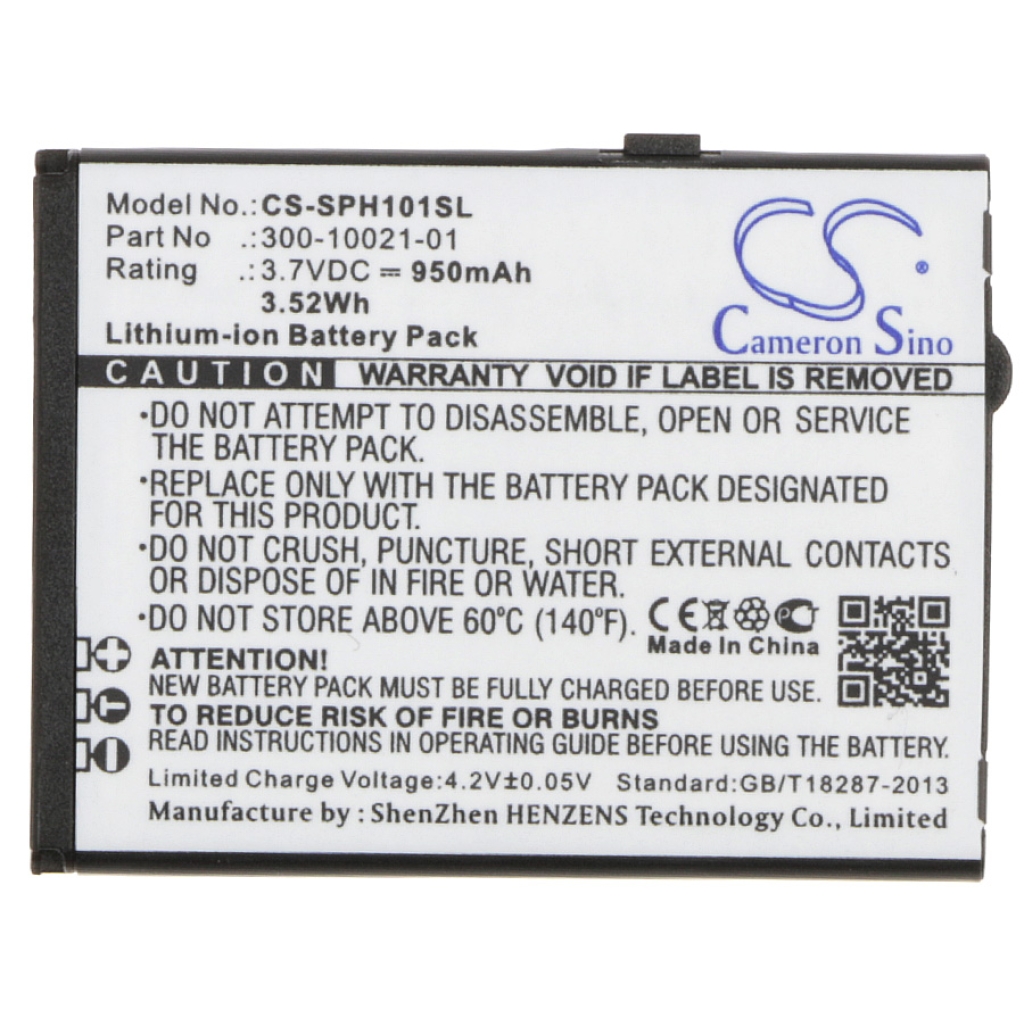 Model No.:CS-SPH101SL
Part No .:300-10021-01
Rating .:3.7VDC ⎓ 950mAh
3.52Wh
Lithium-ion Battery Pack
CS ®
Cameron Sino
CAUTION WARRANTY VOID IF LABEL IS REMOVED
·DO NOT ATTEMPT TO DISASSEMBLE, OPEN OR SERVICE
THE BATTERY PACK.
·REPLACE ONLY WITH THE BATTERY PACK DESIGNATED
FOR THIS PRODUCT.
·DO NOT CRUSH, PUNCTURE, SHORT EXTERNAL CONTACTS
OR DISPOSE OF IN FIRE OR WATER.
·DO NOT STORE ABOVE 60°C (140°F).
CE
Made In China
ATTENTION!
NEW BATTERY PACK MUST BE FULLY CHARGED BEFORE USE.
TO REDUCE RISK OF FIRE OR BURNS
READ INSTRUCTIONS IN OPERATING GUIDE BEFORE USING THE BATTERY.
Limited Charge Voltage:4.2V±0.05V Standard:GB/T18287-2013
Manufacture by : ShenZhen HENZENS Technology Co., Limited